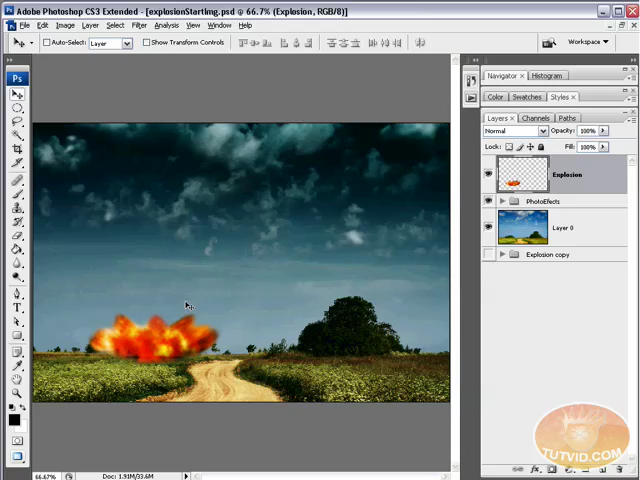 Adobe Photoshop CS3 Extended - [explosionStartImg.psd @ 66.7% (Explosion, RGB/8)]
File Edit Image Layer Select Filter Analysis View Window Help
Auto-Select: Layer Show Transform Controls Workspace
Ps
Navigator × Histogram
Color Swatches Styles ×
Layers × Channels Paths
Normal Opacity: 100%
Lock: Fill: 100%
Explosion
PhotoEffects
Layer 0
Explosion copy
T
TUTVID.COM
66.67% Doc: 1.91M/33.6M